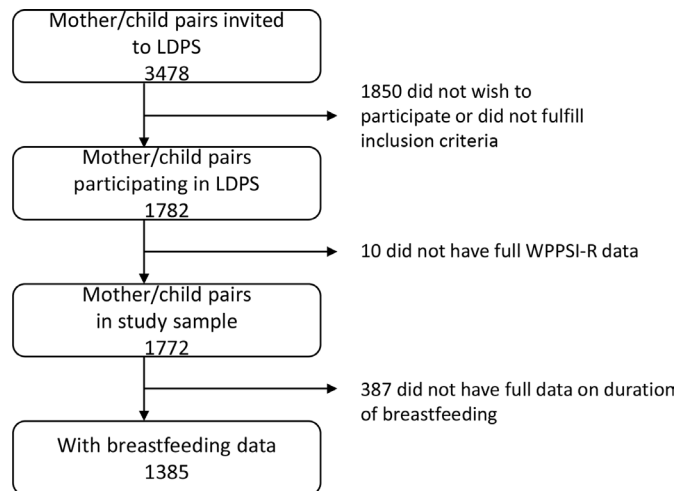 Mother/child pairs invited
to LDPS
3478
1850 did not wish to
participate or did not fulfill
inclusion criteria
Mother/child pairs
participating in LDPS
1782
10 did not have full WPPSI-R data
Mother/child pairs
in study sample
1772
387 did not have full data on duration
of breastfeeding
With breastfeeding data
1385